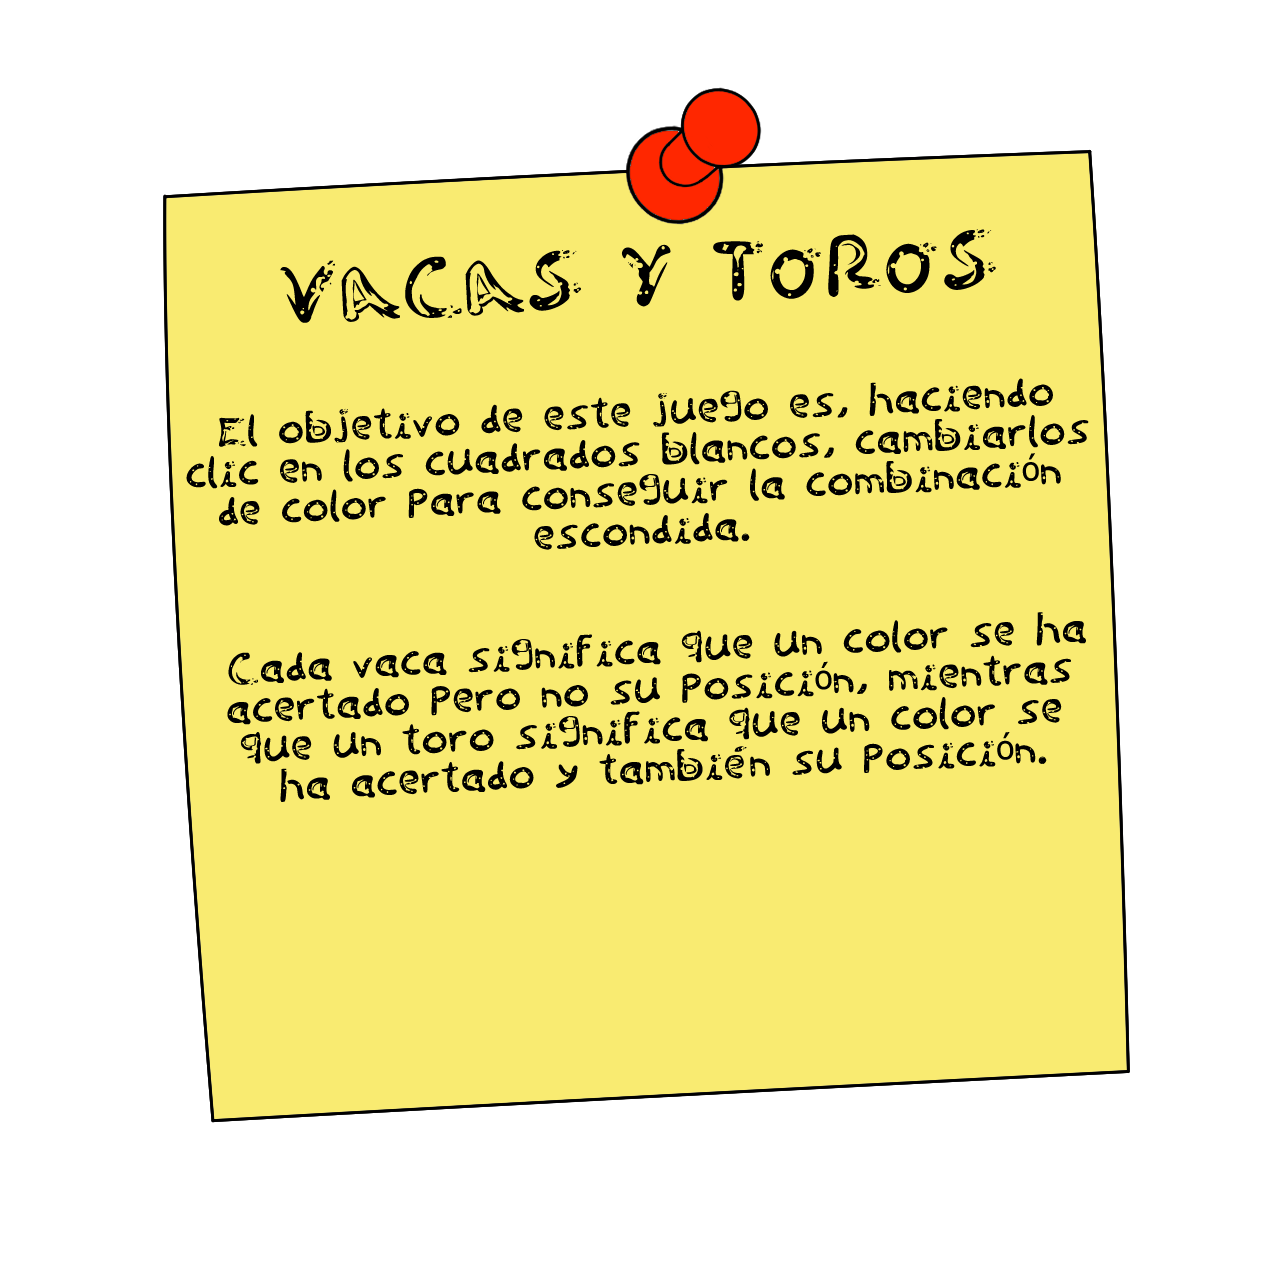 VACAS Y TOROS
El objetivo de este juego es, haciendo
clic en los cuadrados blancos, cambiarlos
de color para conseguir la combinación
escondida.
Cada vaca significa que un color se ha
acertado pero no su posición, mientras
que un toro significa que un color se
ha acertado y también su posición.